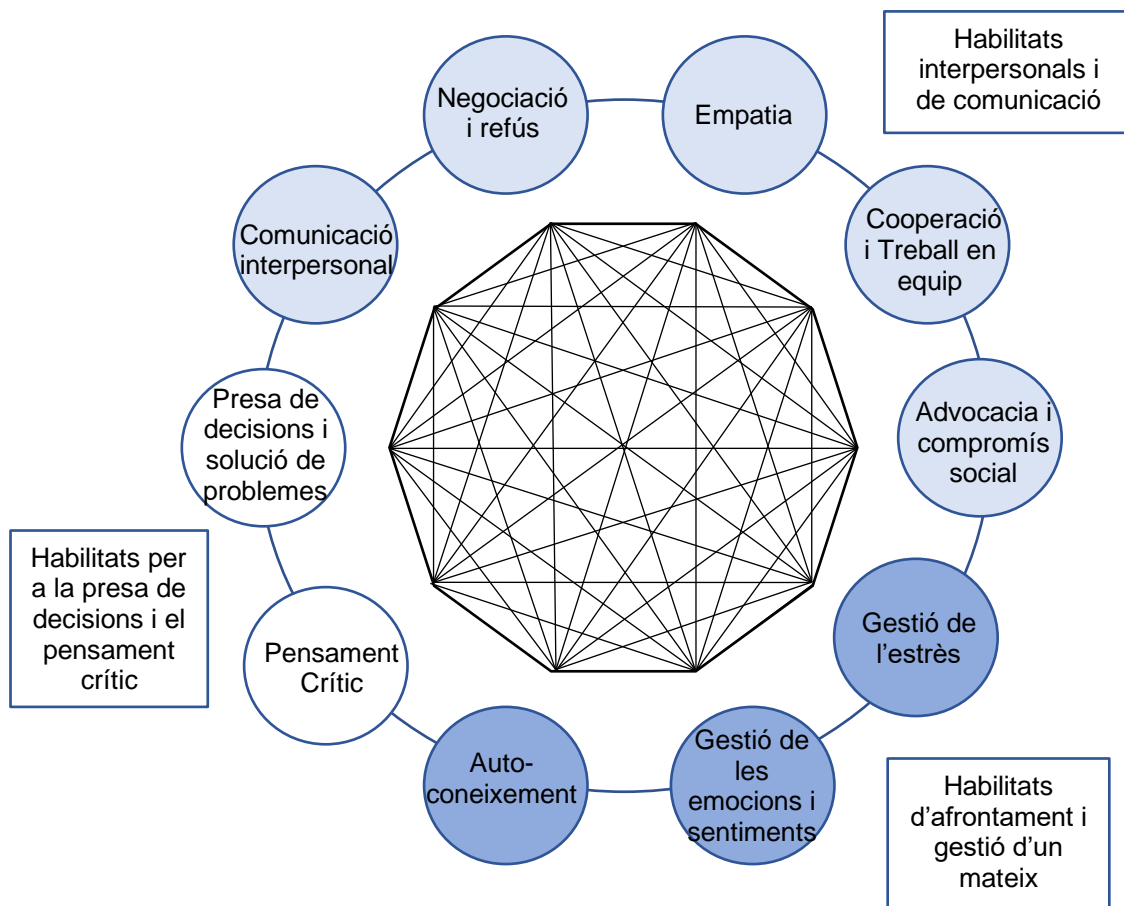 Habilitats
interpersonals i
de comunicació
Negociació
i refús
Empatia
Comunicació
interpersonal
Cooperació
i Treball en
equip
Presa de
decisions i
solució de
problemes
Advocacia i
compromís
social
Habilitats per
a la presa de
decisions i el
pensament
crític
Pensament
Crític
Gestió de
l’estrès
Auto-
coneixement
Gestió de
les
emocions i
sentiments
Habilitats
d’afrontament i
gestió d’un
mateix